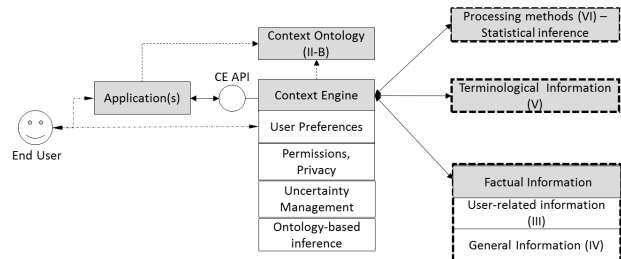 Processing methods (VI) –
Statistical inference
Context Ontology
(II-B)
CE API
Application(s)
Context Engine
Terminological Information
(V)
User Preferences
End User
Permissions,
Privacy
Uncertainty
Management
Ontology-based
inference
Factual Information
User-related information
(III)
General Information (IV)